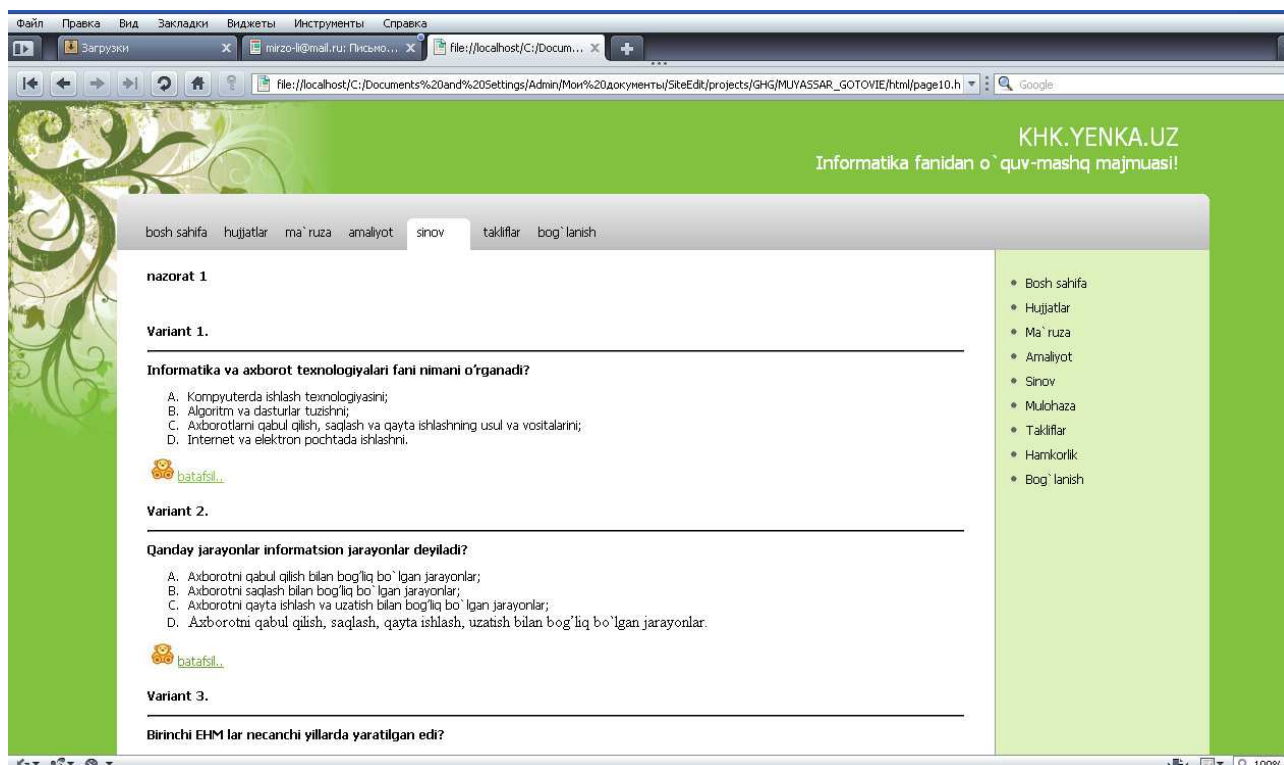 Файл Правка Вид Закладки Виджеты Инструменты Справка
Загрузки mirzo-li@mail.ru: Письмо... file://localhost/C:/Docum...
file://localhost/C:/Documents%20and%20Settings/Admin/Мои%20документы/SiteEdit/projects/GHG/MUYASSAR_GOTOVIE/html/page10.h Google
KHK.YENKA.UZ
Informatika fanidan o`quv-mashq majmuasi!
bosh sahifa hujjatlar ma`ruza amaliyot sinov takliflar bog`lanish
nazorat 1
Variant 1.
Informatika va axborot texnologiyalari fani nimani o‘rganadi?
A. Kompyuterda ishlash texnologiyasini;
B. Algoritm va dasturlar tuzishni;
C. Axborotlarni qabul qilish, saqlash va qayta ishlashning usul va vositalarini;
D. Internet va elektron pochtada ishlashni.
batafsil..
Variant 2.
Qanday jarayonlar informatsion jarayonlar deyiladi?
A. Axborotni qabul qilish bilan bog’liq bo`lgan jarayonlar;
B. Axborotni saqlash bilan bog’liq bo`lgan jarayonlar;
C. Axborotni qayta ishlash va uzatish bilan bog’liq bo`lgan jarayonlar;
D. Axborotni qabul qilish, saqlash, qayta ishlash, uzatish bilan bog’liq bo`lgan jarayonlar.
batafsil..
Variant 3.
Birinchi EHM lar necanchi yillarda yaratilgan edi?
Bosh sahifa
Hujjatlar
Ma`ruza
Amaliyot
Sinov
Mulohaza
Takliflar
Hamkorlik
Bog`lanish
100%